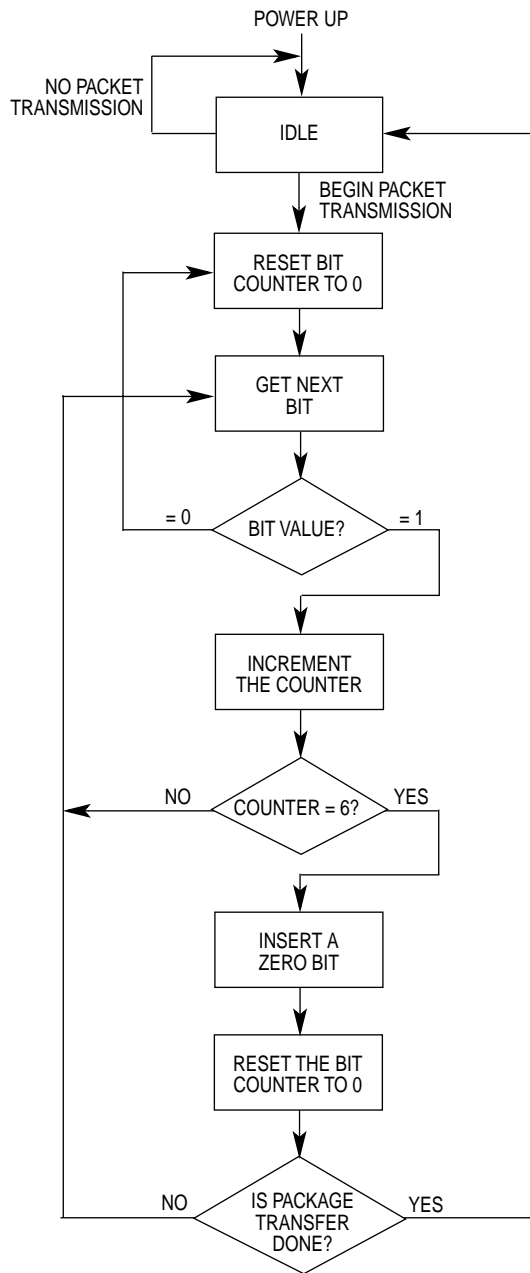 POWER UP
NO PACKET
TRANSMISSION
IDLE
BEGIN PACKET
TRANSMISSION
RESET BIT
COUNTER TO 0
GET NEXT
BIT
= 0
BIT VALUE?
= 1
INCREMENT
THE COUNTER
NO
COUNTER = 6?
YES
INSERT A
ZERO BIT
RESET THE BIT
COUNTER TO 0
NO
IS PACKAGE
TRANSFER
DONE?
YES